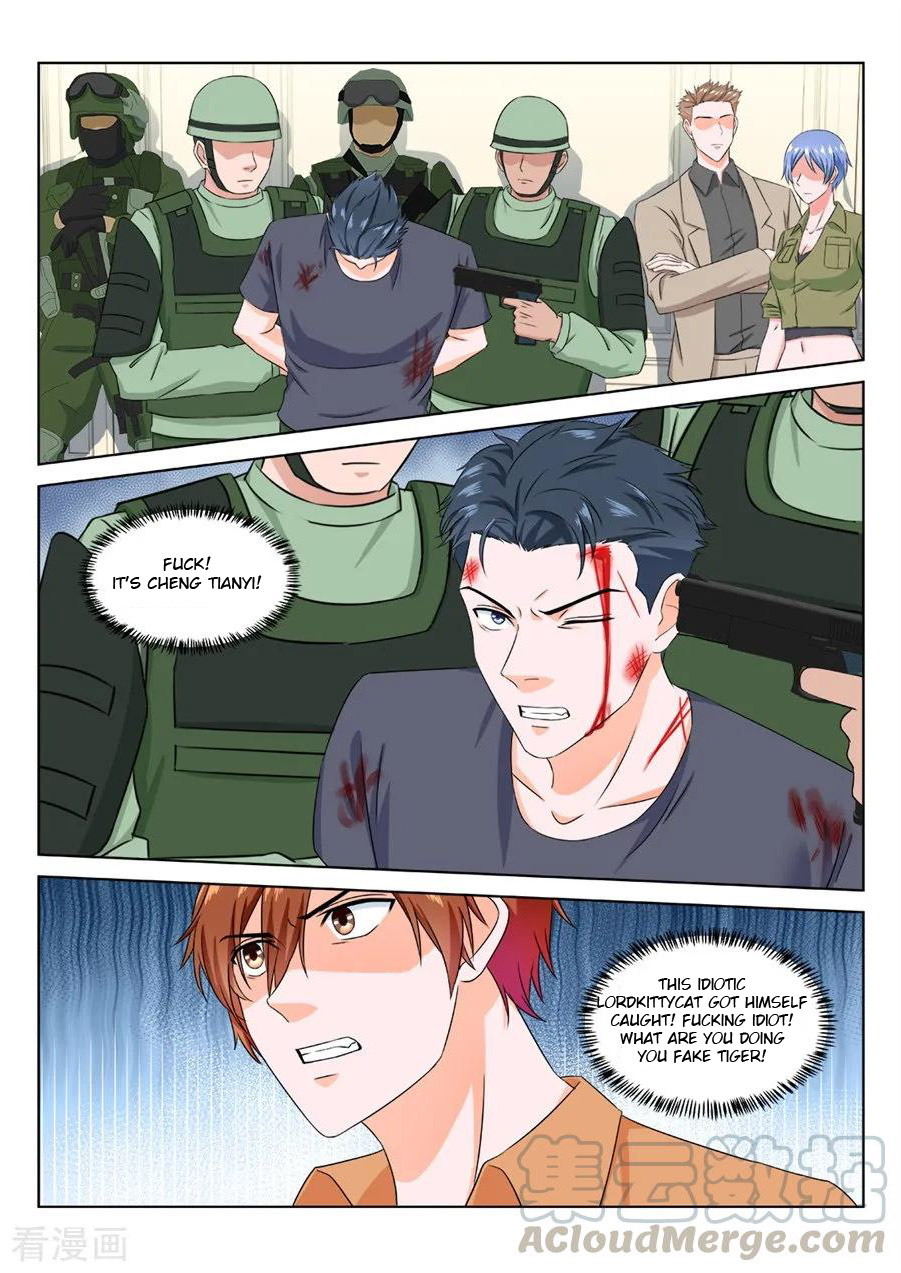 FUCK!
IT'S CHENG TIANYI!
THIS IDIOTIC
LORDKITTYCAT GOT HIMSELF
CAUGHT! FUCKING IDIOT!
WHAT ARE YOU DOING
YOU FAKE TIGER!
集云数据
看漫画
AcloudMerge.com